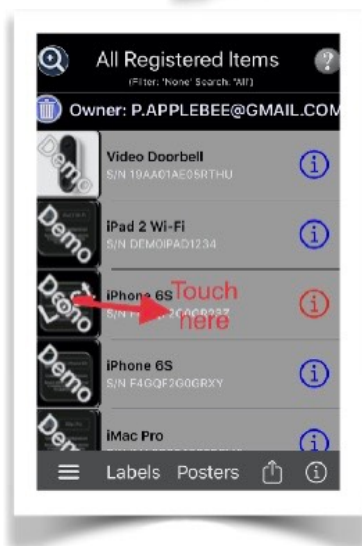 All Registered Items
(Filter: 'None' Search: 'All')
Owner: P.APPLEBEE@GMAIL.COM
Demo
Video Doorbell
S/N 19AA01AE05RTHU
Demo
iPad 2 Wi-Fi
S/N DEMOIPAD1234
Demo
iPhone 6S
Touch
here
Demo
iPhone 6S
S/N F4GQF2G0GRXY
Demo
iMac Pro
Labels Posters